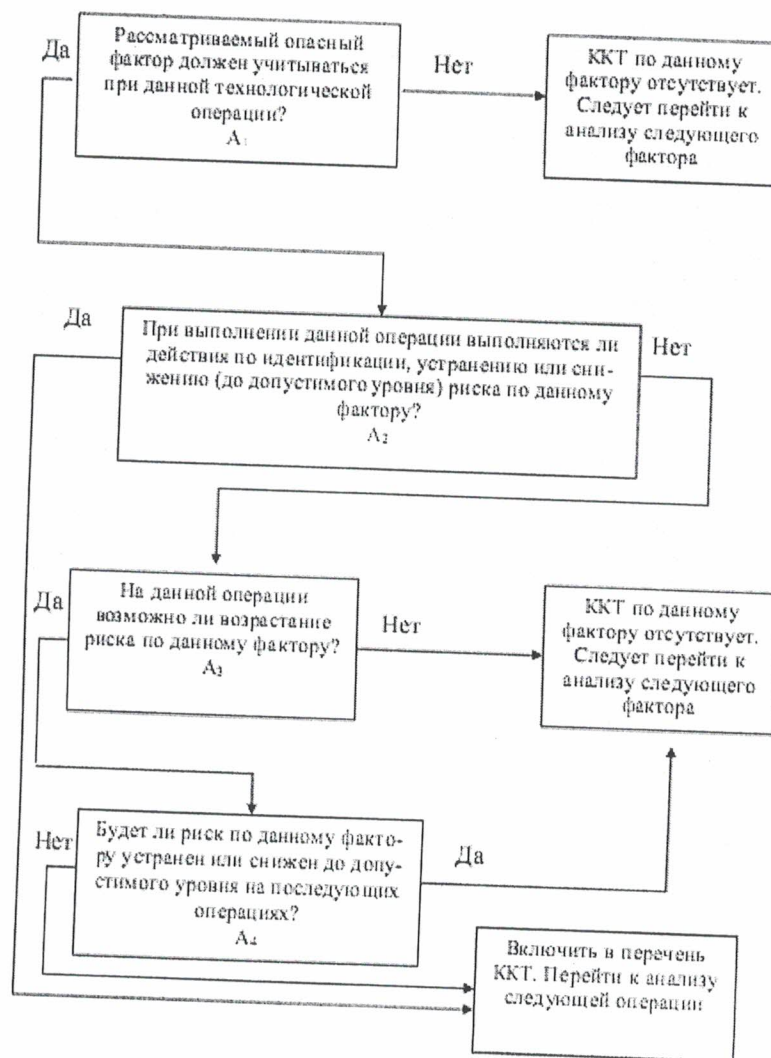 Да
Рассматриваемый опасный
фактор должен учитываться
при данной технологической
операции?
А₁
Нет
ККТ по данному
фактору отсутствует.
Следует перейти к
анализу следующего
фактора
Да
При выполнении данной операции выполняются ли
действия по идентификации, устранению или сни-
жению (до допустимого уровня) риска по данному
фактору?
А₂
Нет
Да
На данной операции
возможно ли возрастание
риска по данному фактору?
А₃
Нет
ККТ по данному
фактору отсутствует.
Следует перейти к
анализу следующего
фактора
Нет
Будет ли риск по данному факто-
ру устранен или снижен до допу-
стимого уровня на последующих
операциях?
А₄
Да
Включить в перечень
ККТ. Перейти к анализу
следующей операции